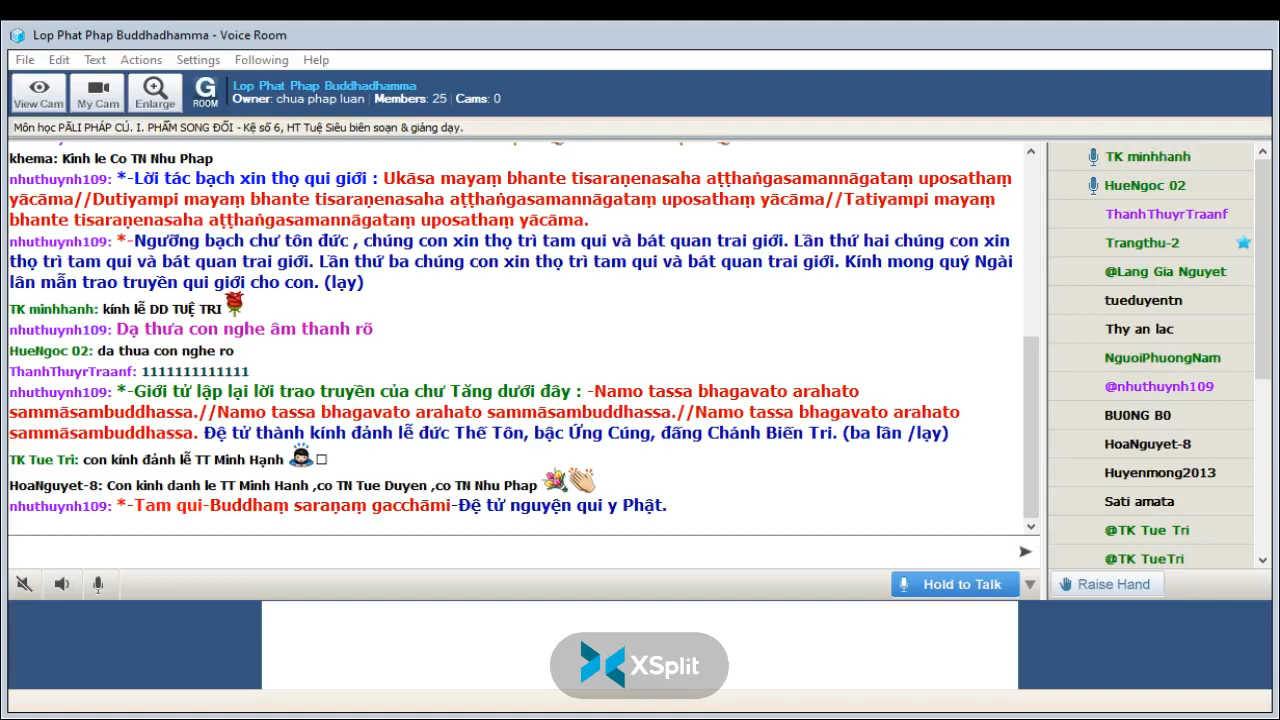 Lop Phat Phap Buddhadhamma - Voice Room
File Edit Text Actions Settings Following Help
View Cam My Cam Enlarge G ROOM
Lop Phat Phap Buddhadhamma
Owner: chua phap luan | Members: 25 | Cams: 0
Môn học PĀLI PHÁP CÚ. I. PHẨM SONG ĐỐI - Kệ số 6, HT Tuệ Siêu biên soạn & giảng dạy.
khema: Kinh le Co TN Nhu Phap
nhuthuynh109: *-Lời tác bạch xin thọ qui giới : Ukāsa mayaṃ bhante tisaraṇenasaha aṭṭhaṅgasamannāgataṃ uposathaṃ
yācāma//Dutiyampi mayaṃ bhante tisaraṇenasaha aṭṭhaṅgasamannāgataṃ uposathaṃ yācāma//Tatiyampi mayaṃ
bhante tisaraṇenasaha aṭṭhaṅgasamannāgataṃ uposathaṃ yācāma.
nhuthuynh109: *-Ngưỡng bạch chư tôn đức , chúng con xin thọ trì tam qui và bát quan trai giới. Lần thứ hai chúng con xin
thọ trì tam qui và bát quan trai giới. Lần thứ ba chúng con xin thọ trì tam qui và bát quan trai giới. Kính mong quý Ngài
lân mẫn trao truyền qui giới cho con. (lạy)
TK minhhanh: kính lễ DD TUỆ TRI
nhuthuynh109: Dạ thưa con nghe âm thanh rõ
HueNgoc 02: da thua con nghe ro
ThanhThuyrTraanf: 1111111111111
nhuthuynh109: *-Giới tử lập lại lời trao truyền của chư Tăng dưới đây : -Namo tassa bhagavato arahato
sammāsambuddhassa.//Namo tassa bhagavato arahato sammāsambuddhassa.//Namo tassa bhagavato arahato
sammāsambuddhassa. Đệ tử thành kính đảnh lễ đức Thế Tôn, bậc Ứng Cúng, đấng Chánh Biến Tri. (ba lần /lạy)
TK Tue Tri: con kính đảnh lễ TT Minh Hạnh
HoaNguyet-8: Con kinh danh le TT Minh Hanh ,co TN Tue Duyen ,co TN Nhu Phap
nhuthuynh109: *-Tam qui-Buddhaṃ saraṇaṃ gacchāmi-Đệ tử nguyện qui y Phật.
TK minhhanh
HueNgoc 02
ThanhThuyrTraanf
Trangthu-2
@Lang Gia Nguyet
tueduyentn
Thy an lac
NguoiPhuongNam
@nhuthuynh109
BU0NG B0
HoaNguyet-8
Huyenmong2013
Sati amata
@TK Tue Tri
@TK TueTri
Hold to Talk
Raise Hand
XSplit